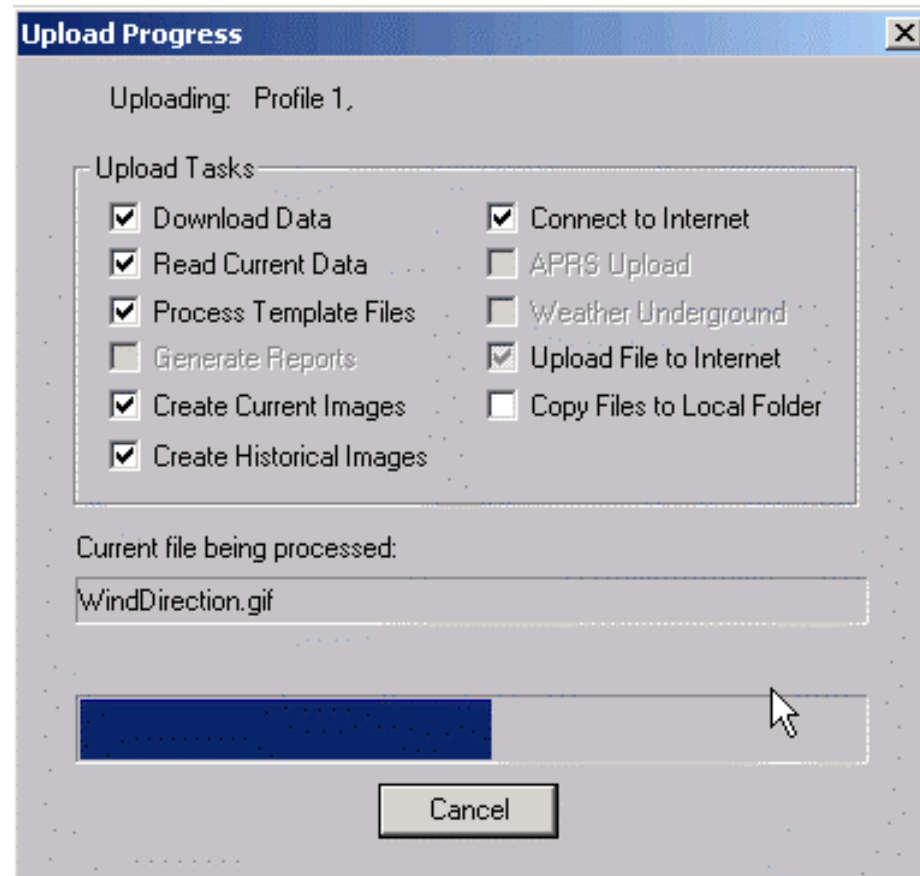 Upload Progress
Uploading: Profile 1,
Upload Tasks
Download Data
Read Current Data
Process Template Files
Generate Reports
Create Current Images
Create Historical Images
Connect to Internet
APRS Upload
Weather Underground
Upload File to Internet
Copy Files to Local Folder
Current file being processed:
WindDirection.gif
Cancel